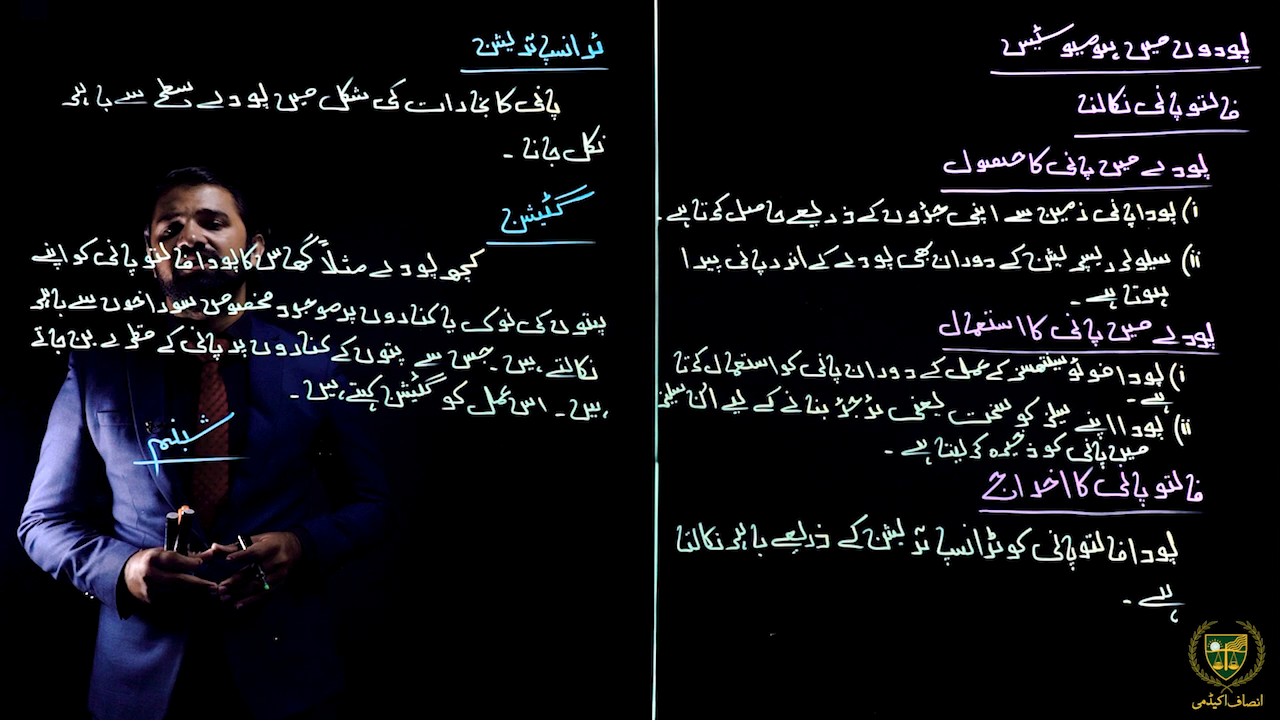 پودوں میں ہومیوسٹیس
فالتو پانی نکالنا
پودے میں پانی کا حصول
i) پودا پانی زمین سے اپنی جڑوں کے ذریعے حاصل کرتا ہے۔
ii) سیلولر ریسپریشن کے دوران بھی پودے کے اندر پانی پیدا
ہوتا ہے۔
پودے میں پانی کا استعمال
i) پودا فوٹو سینتھیسز کے عمل کے دوران پانی کو استعمال کرتا
ہے۔
ii) پودا اپنے سیلز کو سخت یعنی ٹرجڈ بنانے کے لیے ان سیلز
میں پانی کو ذخیرہ کر لیتا ہے۔
فالتو پانی کا اخراج
پودا فالتو پانی کو ٹرانسپائریشن کے ذریعے باہر نکالتا
ہے۔
ٹرانسپائریشن
پانی کا بخارات کی شکل میں پودے سطح سے باہر
نکل جانا۔
گٹیشن
کچھ پودے مثلاً گھاس کا پودا فالتو پانی کو اپنے
پتوں کی نوک یا کناروں پر موجود مخصوص سوراخوں سے باہر
نکالتے ہیں۔ جس سے پتوں کے کناروں پر پانی کے قطرے بن جاتے
ہیں۔ اس عمل کو گٹیشن کہتے ہیں۔
شبنم
انصاف اکیڈمی